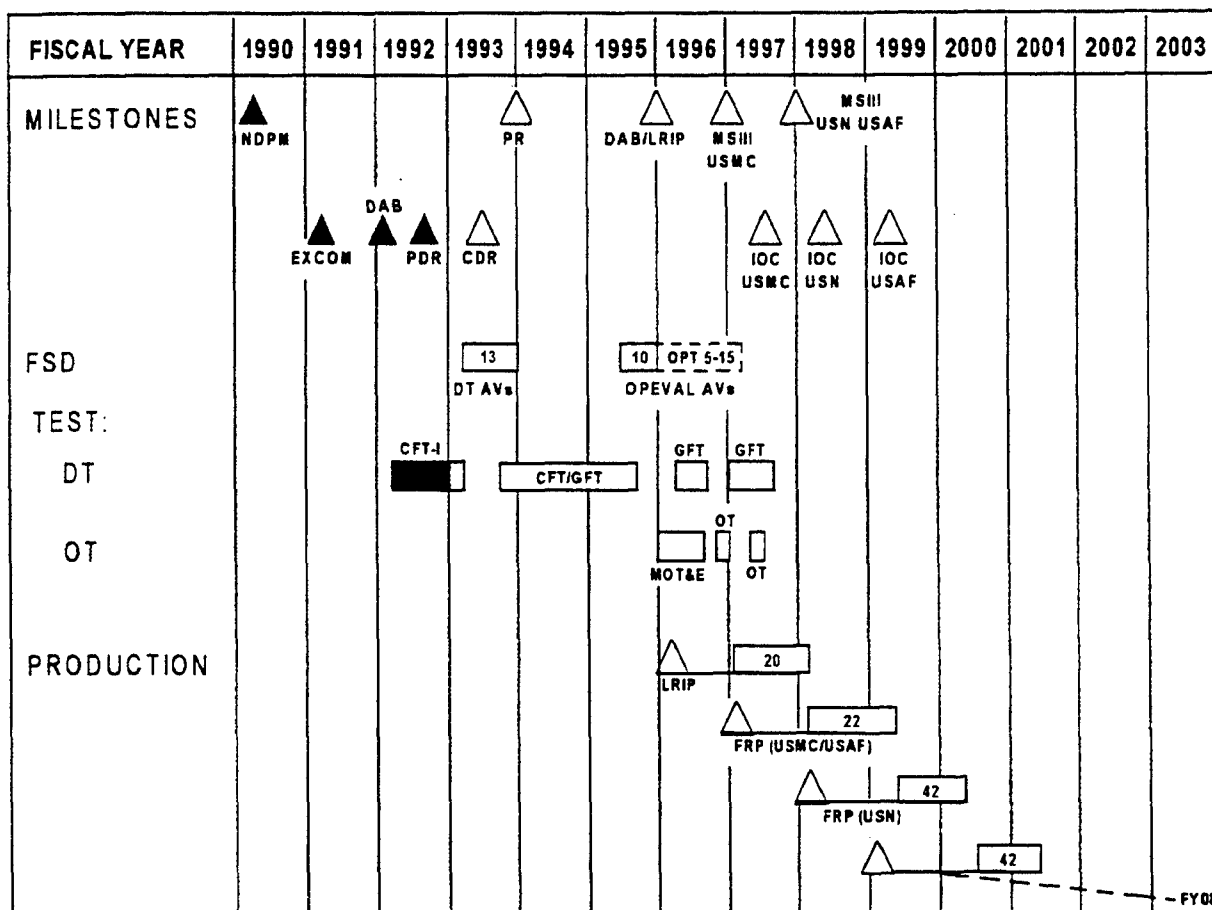 FISCAL YEAR 1990 1991 1992 1993 1994 1995 1996 1997 1998 1999 2000 2001 2002 2003
MILESTONES
NDPM
PR
DAB/LRIP
MSIII
USMC
MSIII
USN USAF
EXCOM
DAB
PDR
CDR
IOC
USMC
IOC
USN
IOC
USAF
FSD
13
DT AVs
10
OPT 5-15
OPEVAL AVs
TEST:
DT
CFT-I
CFT/GFT
GFT
GFT
OT
MOT&E
OT
OT
PRODUCTION
LRIP
20
FRP (USMC/USAF)
22
FRP (USN)
42
42